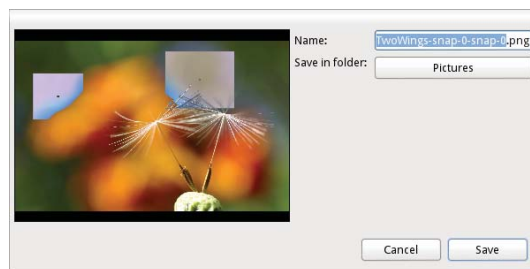 Name:
TwoWings-snap-0-snap-0.png
Save in folder:
Pictures
Cancel
Save